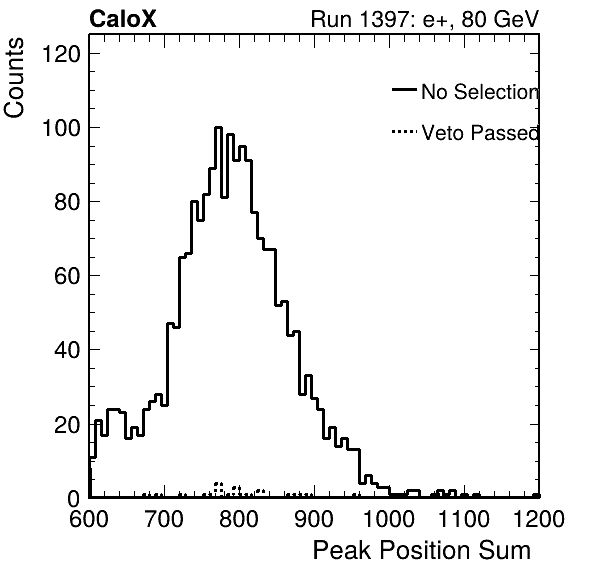 CaloX
Run 1397: e+, 80 GeV
Counts
No Selection
Veto Passed
120
100
80
60
40
20
0
600 700 800 900 1000 1100 1200
Peak Position Sum